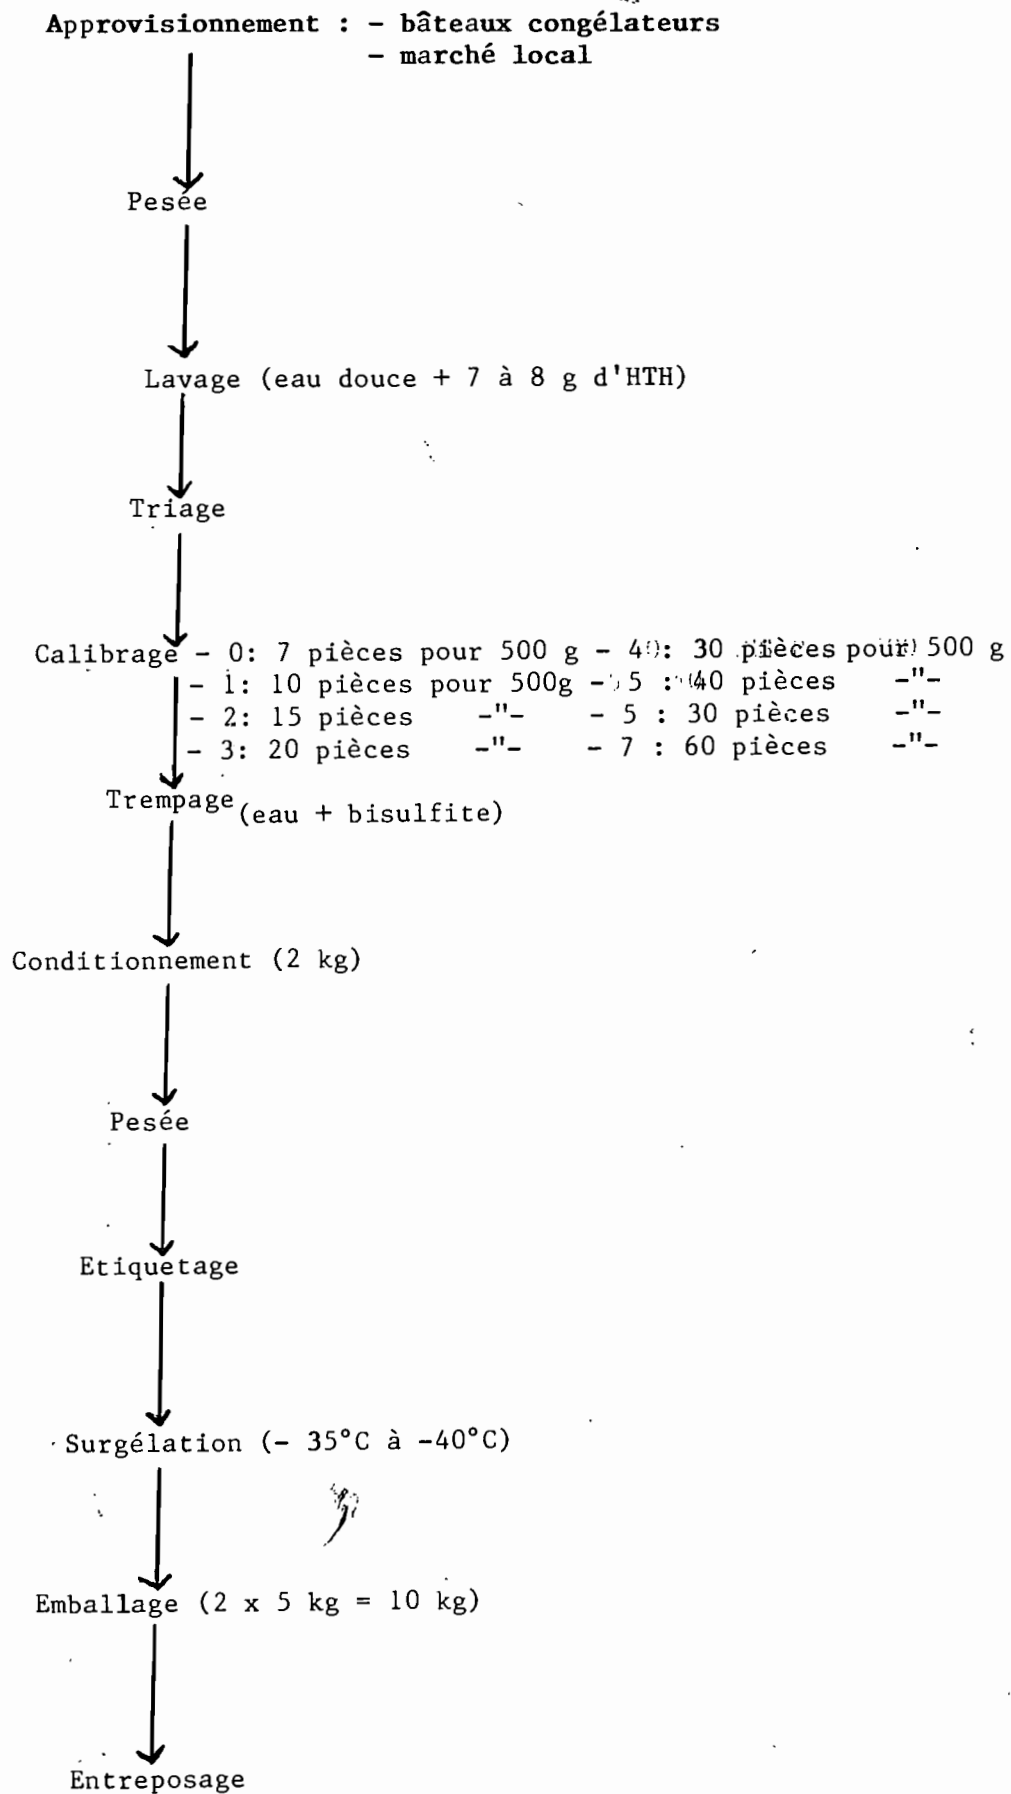 Approvisionnement : - bâteaux congélateurs
- marché local
Pesée
Lavage (eau douce + 7 à 8 g d'HTH)
Triage
Calibrage - 0: 7 pièces pour 500 g - 4 : 30 pièces pour 500 g
- 1: 10 pièces pour 500g - 5 : 40 pièces -"-
- 2: 15 pièces -"- - 5 : 30 pièces -"-
- 3: 20 pièces -"- - 7 : 60 pièces -"-
Trempage (eau + bisulfite)
Conditionnement (2 kg)
Pesée
Etiquetage
Surgélation (- 35°C à -40°C)
Emballage (2 x 5 kg = 10 kg)
Entreposage